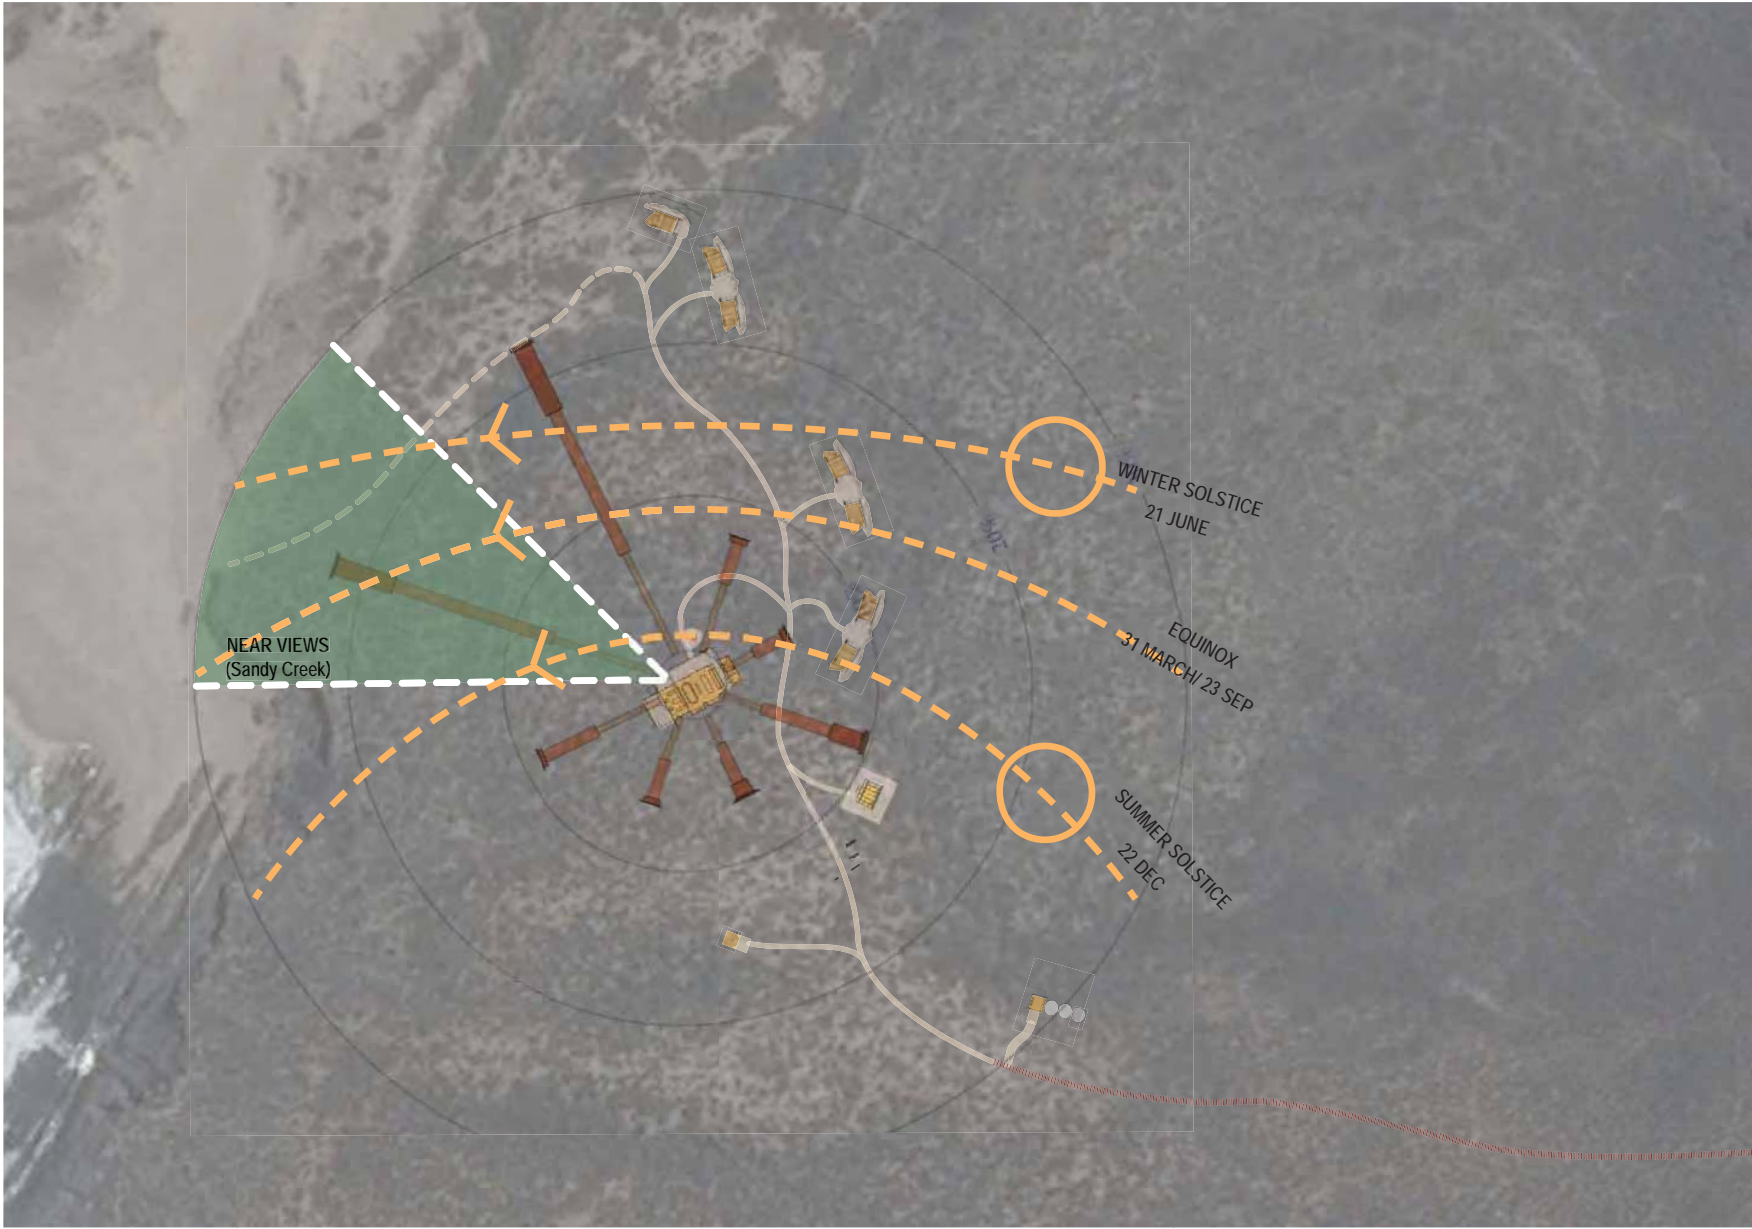 WINTER SOLSTICE
21 JUNE
EQUINOX
31 MARCH/ 23 SEP
NEAR VIEWS
(Sandy Creek)
SUMMER SOLSTICE
22 DEC